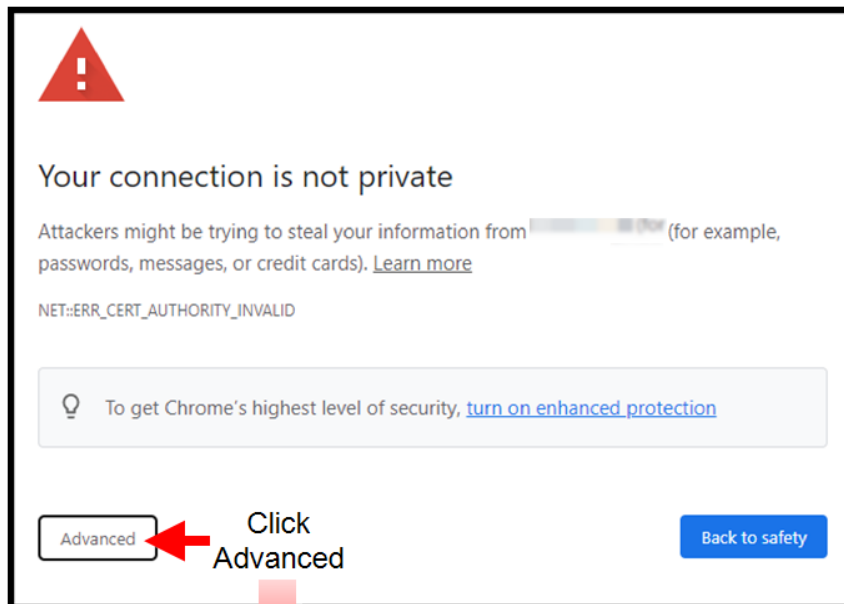 Your connection is not private
Attackers might be trying to steal your information from (for example,
passwords, messages, or credit cards). Learn more
NET::ERR_CERT_AUTHORITY_INVALID
To get Chrome's highest level of security, turn on enhanced protection
Advanced
Click
Advanced
Back to safety